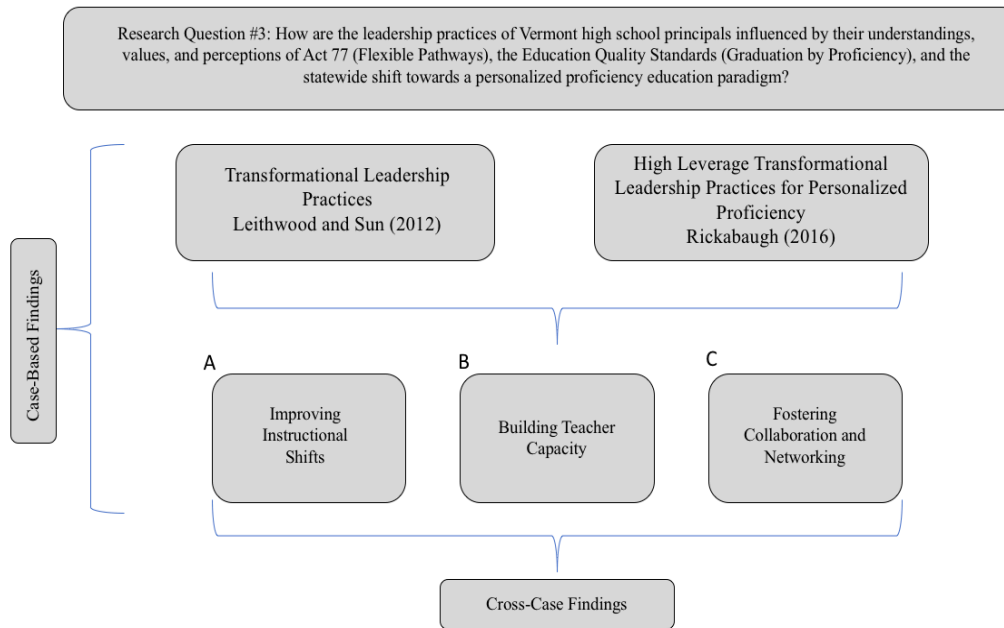 Research Question #3: How are the leadership practices of Vermont high school principals influenced by their understandings,
values, and perceptions of Act 77 (Flexible Pathways), the Education Quality Standards (Graduation by Proficiency), and the
statewide shift towards a personalized proficiency education paradigm?
Transformational Leadership
Practices
Leithwood and Sun (2012)
High Leverage Transformational
Leadership Practices for Personalized
Proficiency
Rickabaugh (2016)
Case-Based Findings
A
Improving
Instructional
Shifts
B
Building Teacher
Capacity
C
Fostering
Collaboration and
Networking
Cross-Case Findings